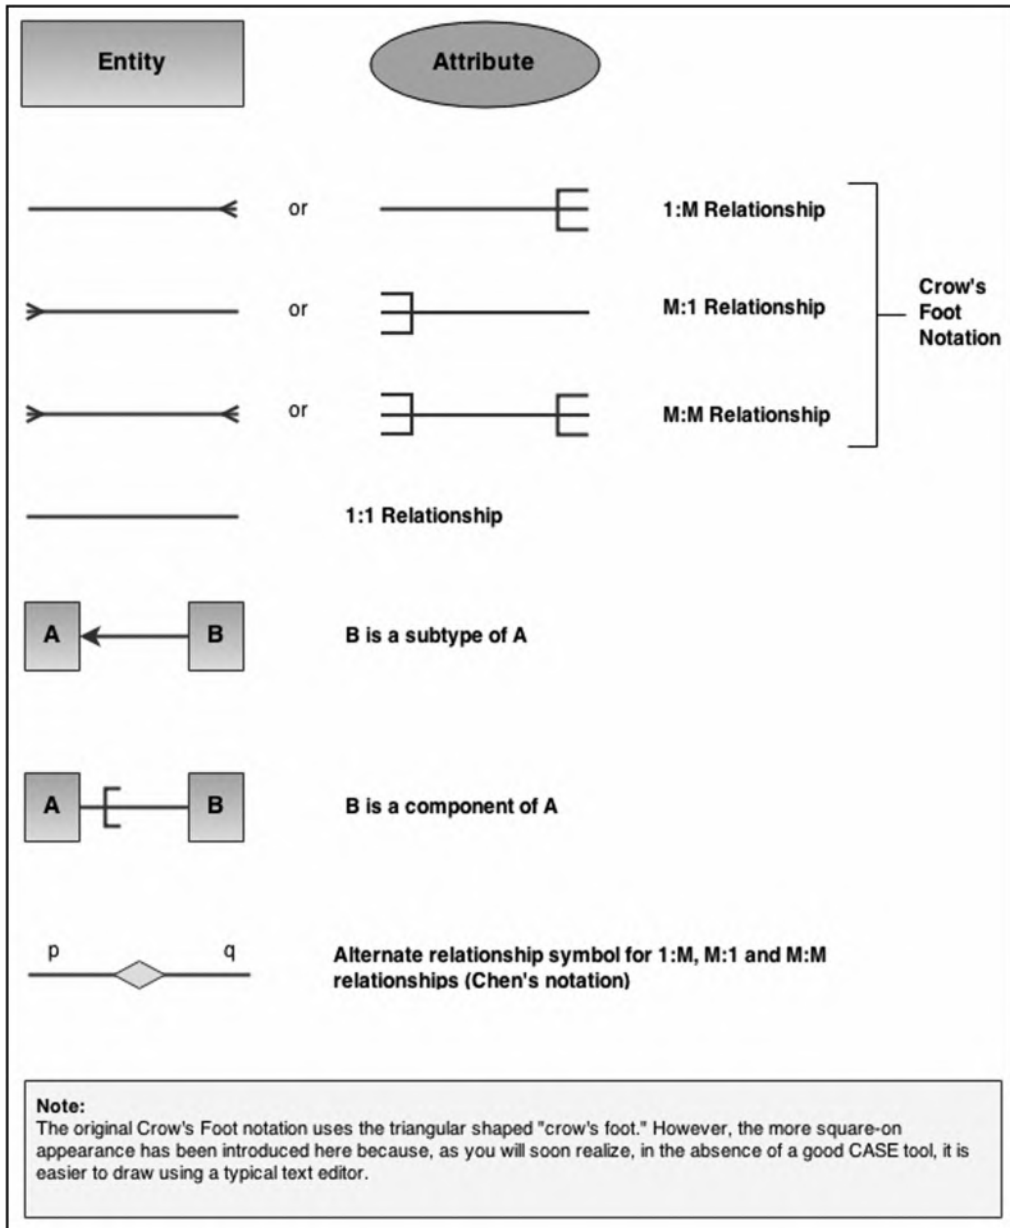 Entity
Attribute
or
1:M Relationship
or
M:1 Relationship
Crow's
Foot
Notation
or
M:M Relationship
1:1 Relationship
A
B
B is a subtype of A
A
B
B is a component of A
p
q
Alternate relationship symbol for 1:M, M:1 and M:M
relationships (Chen's notation)
Note:
The original Crow's Foot notation uses the triangular shaped "crow's foot." However, the more square-on
appearance has been introduced here because, as you will soon realize, in the absence of a good CASE tool, it is
easier to draw using a typical text editor.